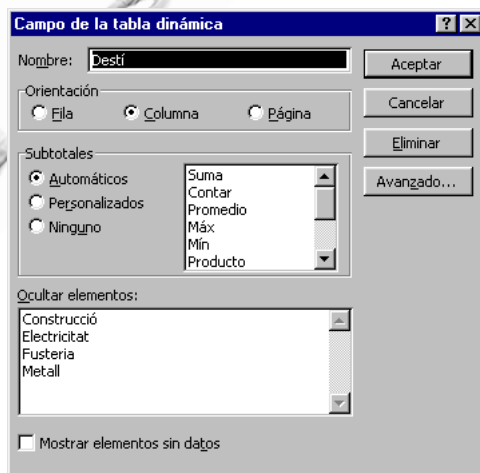 Campo de la tabla dinámica
Nombre: Destí
Aceptar
Orientación
Fila Columna Página
Cancelar
Eliminar
Subtotales
Automáticos
Personalizados
Ninguno
Suma
Contar
Promedio
Máx
Mín
Producto
Avanzado...
Ocultar elementos:
Construcció
Electricitat
Fusteria
Metall
Mostrar elementos sin datos